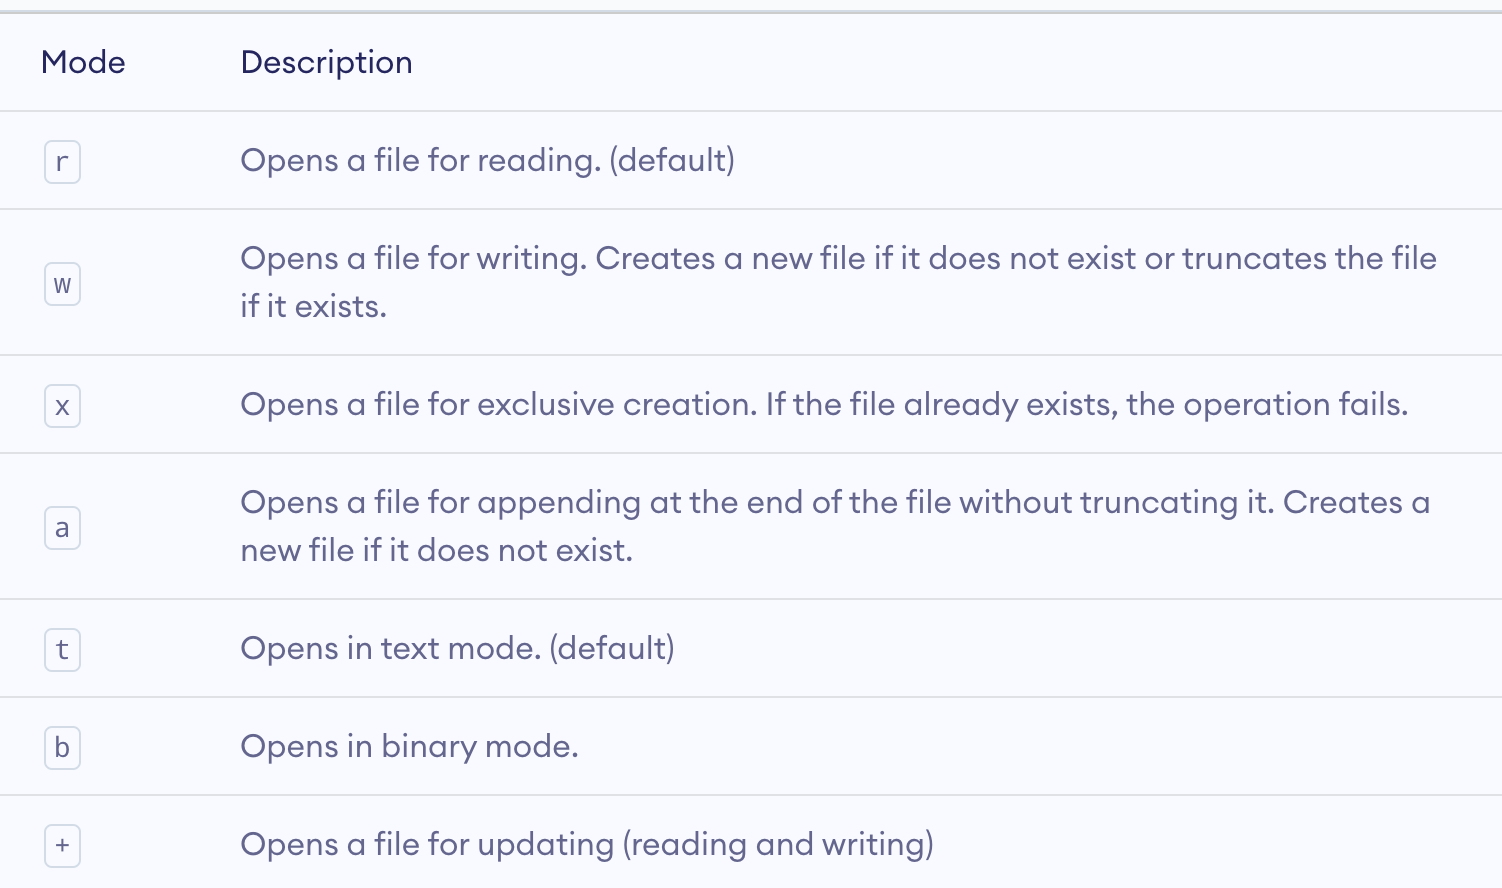 Mode Description
r Opens a file for reading. (default)
w Opens a file for writing. Creates a new file if it does not exist or truncates the file
if it exists.
x Opens a file for exclusive creation. If the file already exists, the operation fails.
a Opens a file for appending at the end of the file without truncating it. Creates a
new file if it does not exist.
t Opens in text mode. (default)
b Opens in binary mode.
+ Opens a file for updating (reading and writing)